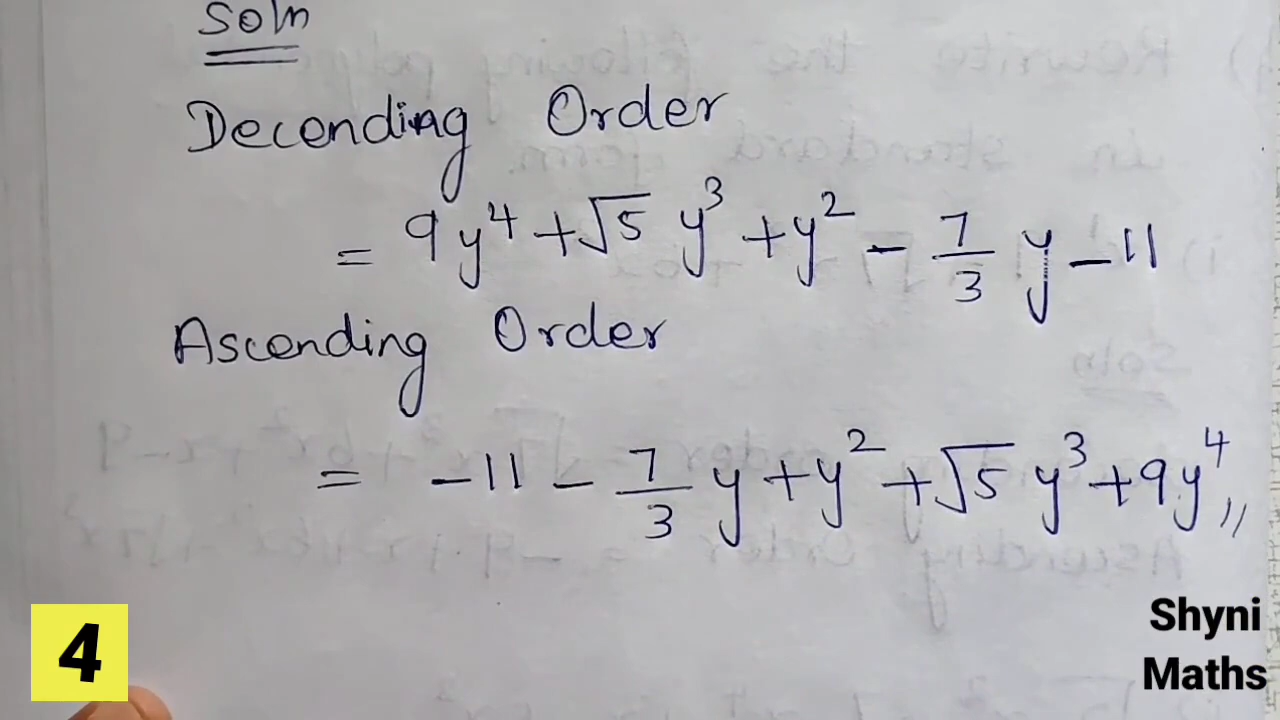 Soln
Decending Order
= 9y⁴ + √5 y³ + y² - 7/3 y - 11
Ascending Order
= -11 - 7/3 y + y² + √5 y³ + 9y⁴ //
4
Shyni
Maths